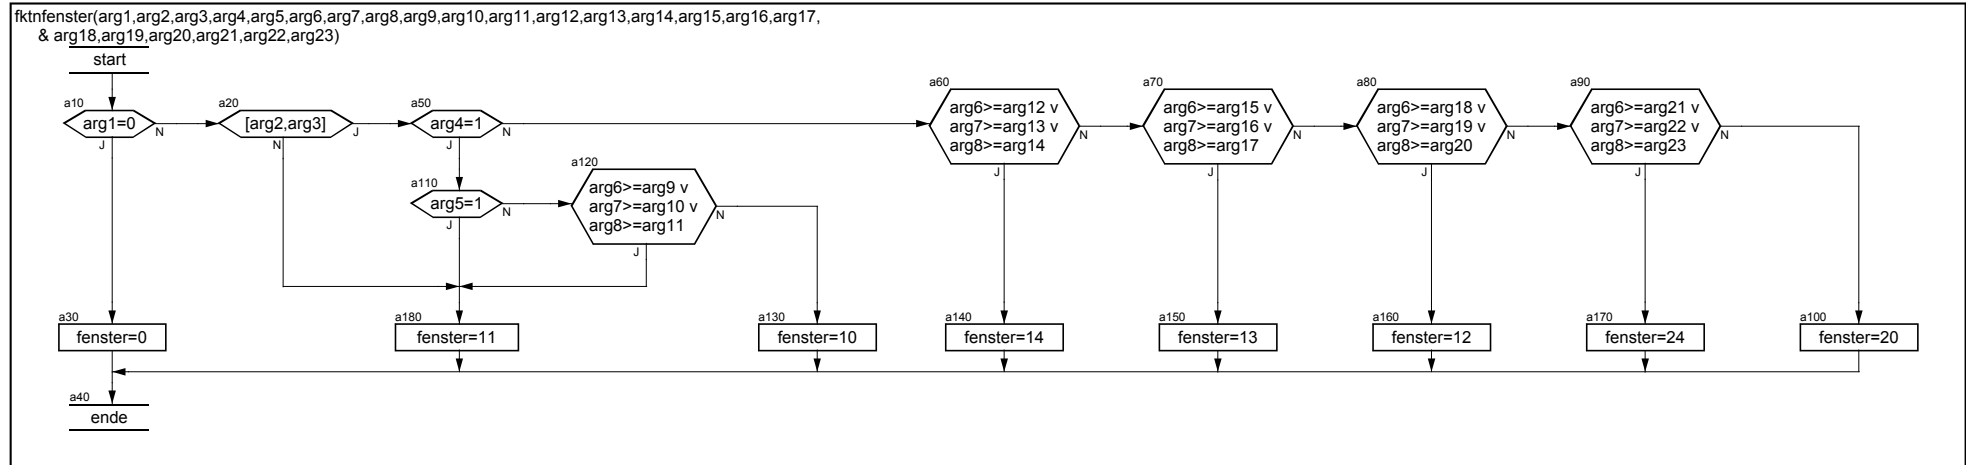 fktnfenster(arg1,arg2,arg3,arg4,arg5,arg6,arg7,arg8,arg9,arg10,arg11,arg12,arg13,arg14,arg15,arg16,arg17,
& arg18,arg19,arg20,arg21,arg22,arg23)
start
a10
arg1=0
N
J
a20
[arg2,arg3]
J
N
a50
arg4=1
N
J
a60
arg6>=arg12 v
arg7>=arg13 v
arg8>=arg14
N
J
a70
arg6>=arg15 v
arg7>=arg16 v
arg8>=arg17
N
J
a80
arg6>=arg18 v
arg7>=arg19 v
arg8>=arg20
N
J
a90
arg6>=arg21 v
arg7>=arg22 v
arg8>=arg23
N
J
a110
arg5=1
N
J
a120
arg6>=arg9 v
arg7>=arg10 v
arg8>=arg11
N
J
a30
fenster=0
a180
fenster=11
a130
fenster=10
a140
fenster=14
a150
fenster=13
a160
fenster=12
a170
fenster=24
a100
fenster=20
a40
ende